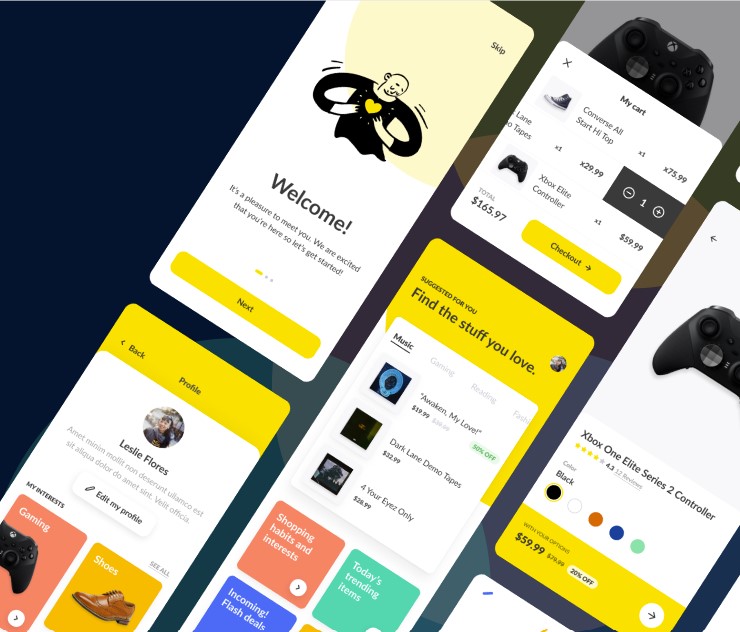 Skip
Welcome!
It's a pleasure to meet you. We are excited
that you're here so let's get started!
Next
My cart
Converse All
Start Hi Top
x1
x75.99
Lane
o Tapes
x1
x29.99
1
Xbox Elite
Controller
x1
$59.99
TOTAL
$165.97
Checkout →
SUGGESTED FOR YOU
Find the stuff you love.
Music
Gaming
Reading
Fash
"Awaken, My Love!"
$19.99 $39.99
50% OFF
Dark Lane Demo Tapes
$32.99
4 Your Eyez Only
$28.99
Shopping
habits and
interests
Today's
trending
items
Incoming!
Flash deals
Back
Profile
Leslie Flores
Amet minim mollit non deserunt ullamco est
sit aliqua dolor do amet sint. Velit officia.
Edit my profile
MY INTERESTS
SEE ALL
Gaming
Shoes
Xbox One Elite Series 2 Controller
4.1 12 Reviews
Color
Black
WITH YOUR OPTIONS
$59.99 $79.99 20% OFF